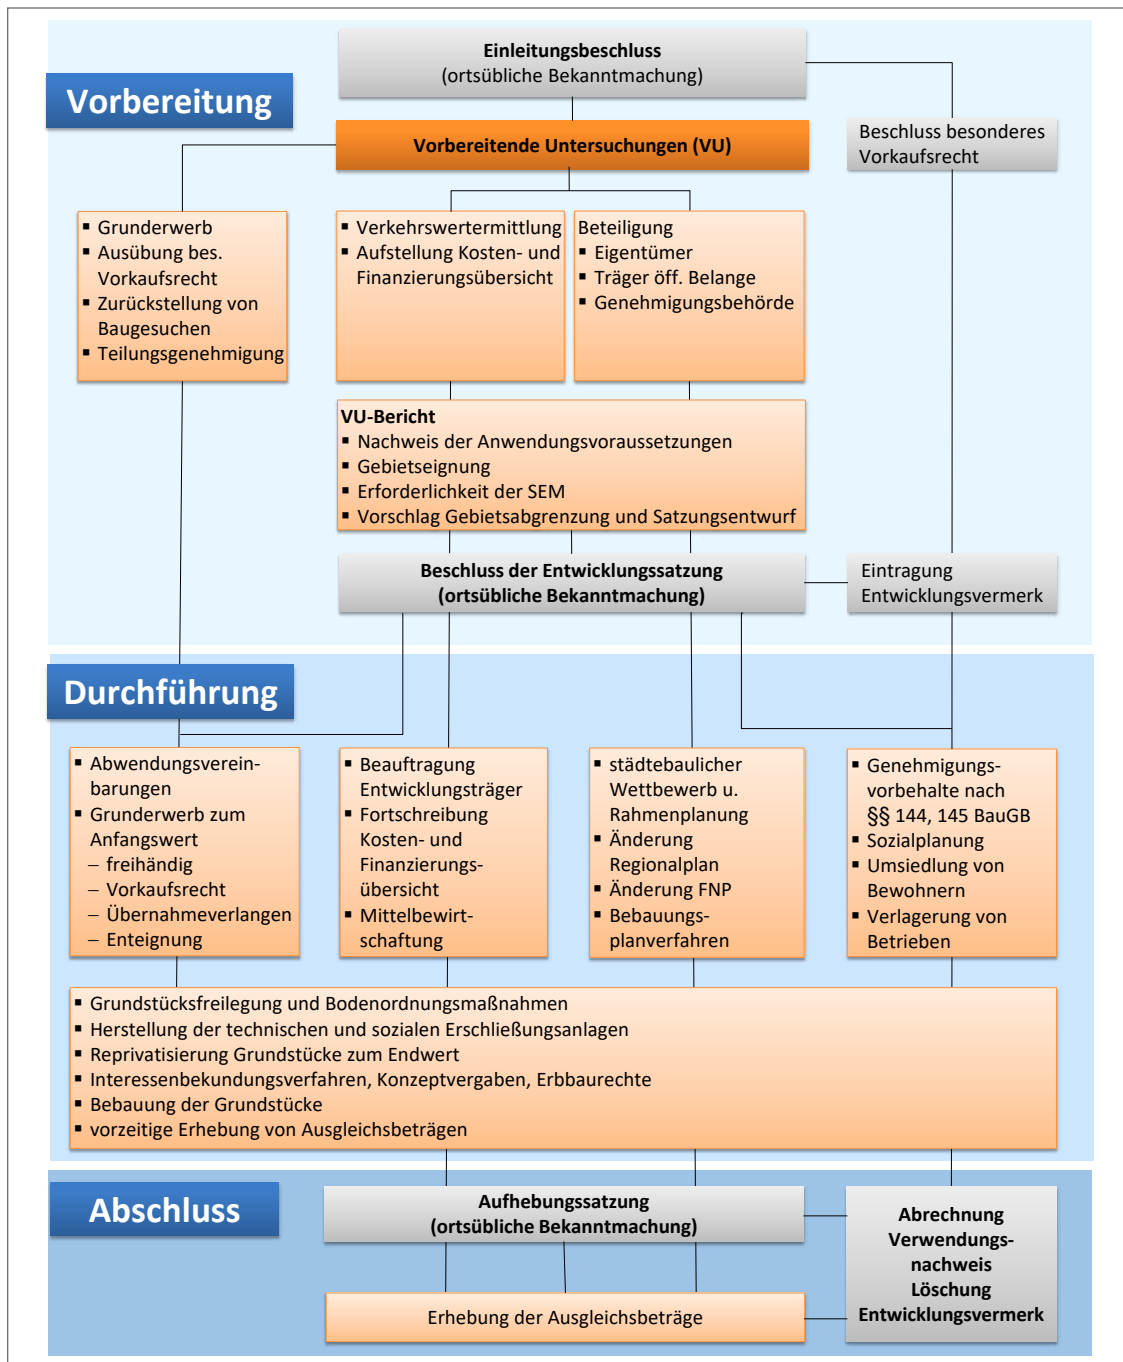 Einleitungsbeschluss
(ortsübliche Bekanntmachung)
Vorbereitung
Vorbereitende Untersuchungen (VU)
Beschluss besonderes
Vorkaufsrecht
▪ Grunderwerb
▪ Ausübung bes.
Vorkaufsrecht
▪ Zurückstellung von
Baugesuchen
▪ Teilungsgenehmigung
▪ Verkehrswertermittlung
▪ Aufstellung Kosten- und
Finanzierungsübersicht
Beteiligung
▪ Eigentümer
▪ Träger öff. Belange
▪ Genehmigungsbehörde
VU-Bericht
▪ Nachweis der Anwendungsvoraussetzungen
▪ Gebietseignung
▪ Erforderlichkeit der SEM
▪ Vorschlag Gebietsabgrenzung und Satzungsentwurf
Beschluss der Entwicklungssatzung
(ortsübliche Bekanntmachung)
Eintragung
Entwicklungsvermerk
Durchführung
▪ Abwendungsverein-
barungen
▪ Grunderwerb zum
Anfangswert
– freihändig
– Vorkaufsrecht
– Übernahmeverlangen
– Enteignung
▪ Beauftragung
Entwicklungsträger
▪ Fortschreibung
Kosten- und
Finanzierungs-
übersicht
▪ Mittelbewirt-
schaftung
▪ städtebaulicher
Wettbewerb u.
Rahmenplanung
▪ Änderung
Regionalplan
▪ Änderung FNP
▪ Bebauungs-
planverfahren
▪ Genehmigungs-
vorbehalte nach
§§ 144, 145 BauGB
▪ Sozialplanung
▪ Umsiedlung von
Bewohnern
▪ Verlagerung von
Betrieben
▪ Grundstücksfreilegung und Bodenordnungsmaßnahmen
▪ Herstellung der technischen und sozialen Erschließungsanlagen
▪ Reprivatisierung Grundstücke zum Endwert
▪ Interessenbekundungsverfahren, Konzeptvergaben, Erbbaurechte
▪ Bebauung der Grundstücke
▪ vorzeitige Erhebung von Ausgleichsbeträgen
Abschluss
Aufhebungssatzung
(ortsübliche Bekanntmachung)
Abrechnung
Verwendungs-
nachweis
Löschung
Entwicklungsvermerk
Erhebung der Ausgleichsbeträge